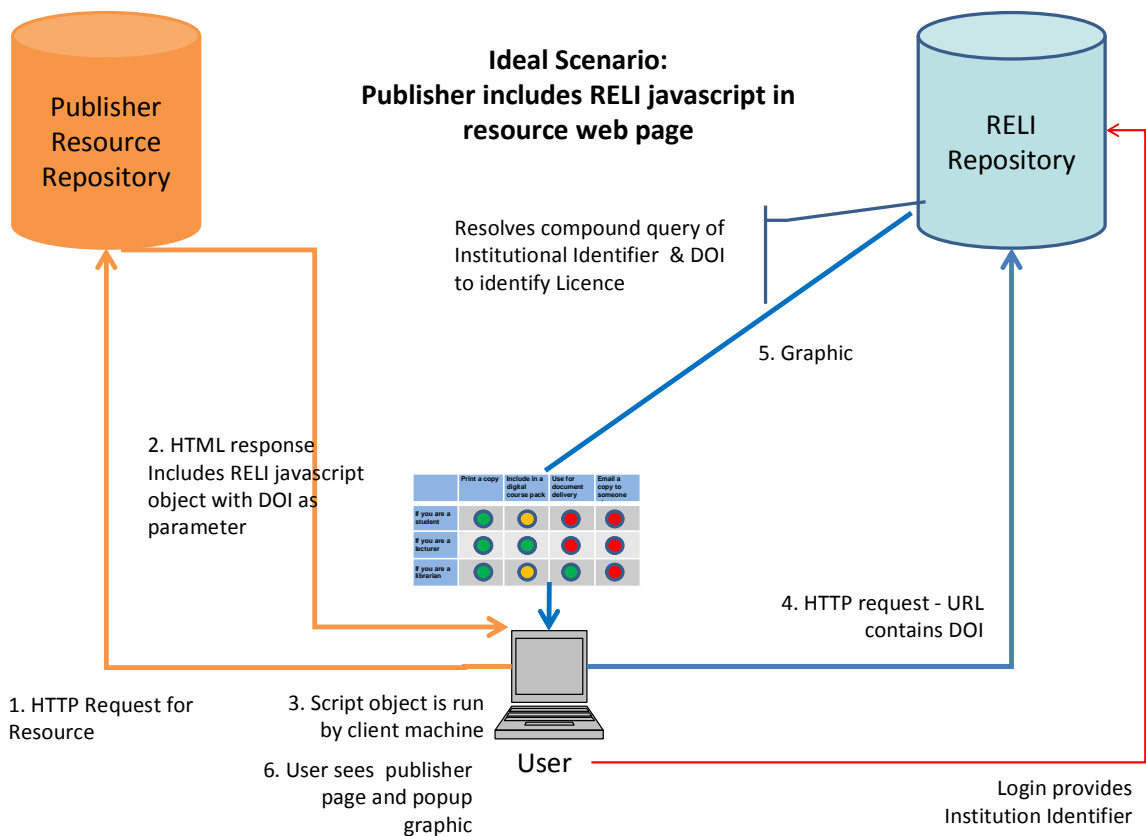 Ideal Scenario:
Publisher includes RELI javascript in
resource web page
Publisher
Resource
Repository
RELI
Repository
Resolves compound query of
Institutional Identifier & DOI
to identify Licence
5. Graphic
2. HTML response
Includes RELI javascript
object with DOI as
parameter
Print a copy
Include in a
digital
course pack
Use for
document
delivery
Email a
copy to
someone
If you are a
student
If you are a
lecturer
If you are a
librarian
4. HTTP request - URL
contains DOI
1. HTTP Request for
Resource
3. Script object is run
by client machine
User
6. User sees publisher
page and popup
graphic
Login provides
Institution Identifier